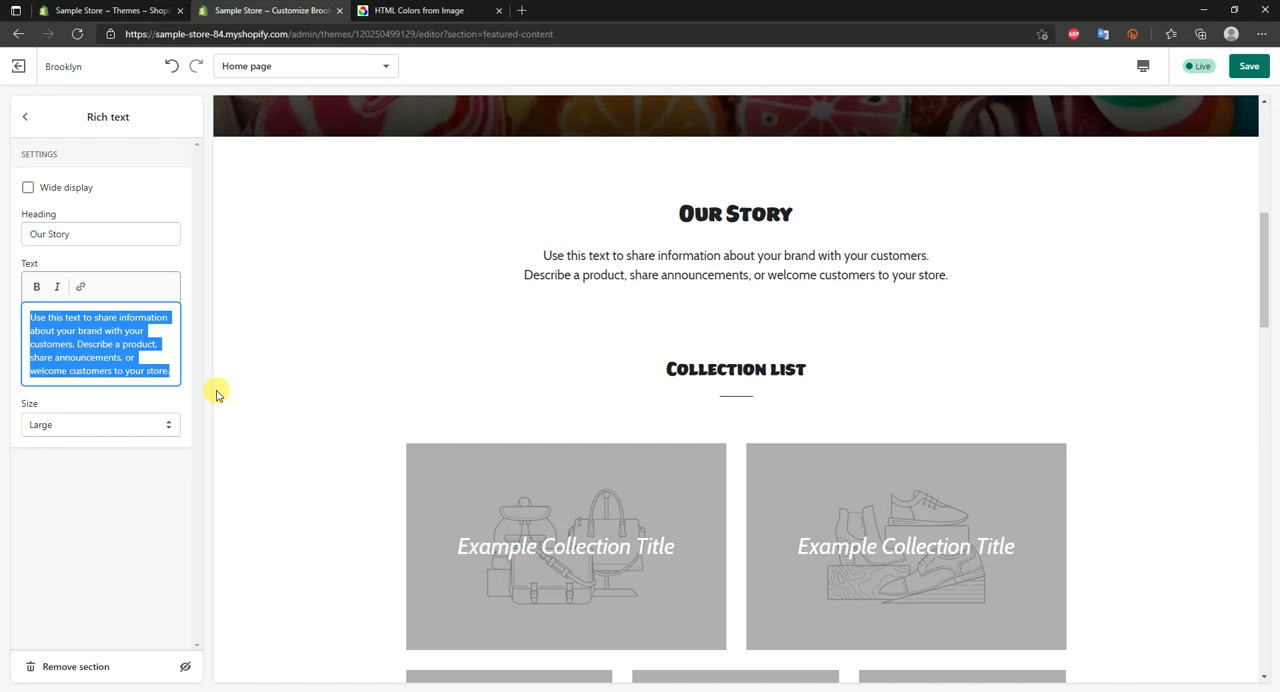 Sample Store ~ Themes ~ Shopi
Sample Store ~ Customize Brook
HTML Colors from Image
https://sample-store-84.myshopify.com/admin/themes/120250499129/editor?section=featured-content
ABP
Brooklyn
Home page
Live
Save
Rich text
SETTINGS
Wide display
Heading
Our Story
Text
B I
Use this text to share information
about your brand with your
customers. Describe a product,
share announcements, or
welcome customers to your store.
Size
Large
Remove section
Our Story
Use this text to share information about your brand with your customers.
Describe a product, share announcements, or welcome customers to your store.
Collection list
Example Collection Title
Example Collection Title